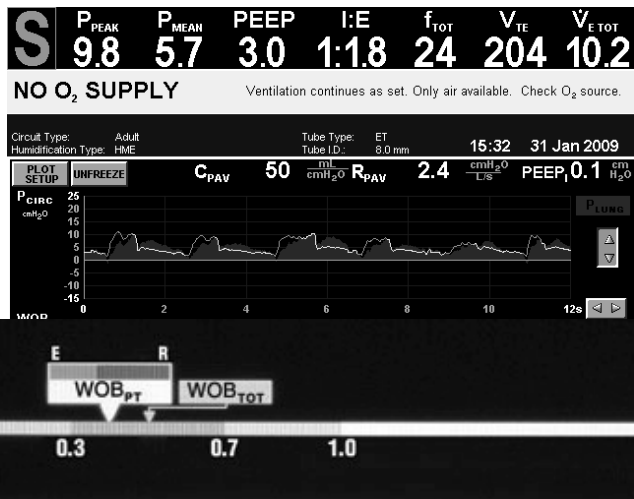 S PPEAK PMEAN PEEP I:E fTOT VTE V̇E TOT
9.8 5.7 3.0 1:1.8 24 204 10.2
NO O2 SUPPLY Ventilation continues as set. Only air available. Check O2 source.
Circuit Type: Adult Tube Type: ET
Humidification Type: HME Tube I.D.: 8.0 mm 15:32 31 Jan 2009
PLOT SETUP UNFREEZE CPAV 50 mL/cmH2O RPAV 2.4 cmH2O/L/s PEEPI 0.1 cm H2O
PCIRC
cmH2O
PLUNG
25
20
15
10
5
0
-5
-10
-15
0 2 4 6 8 10 12s
WOB
E R
WOBPT WOBTOT
0.3 0.7 1.0